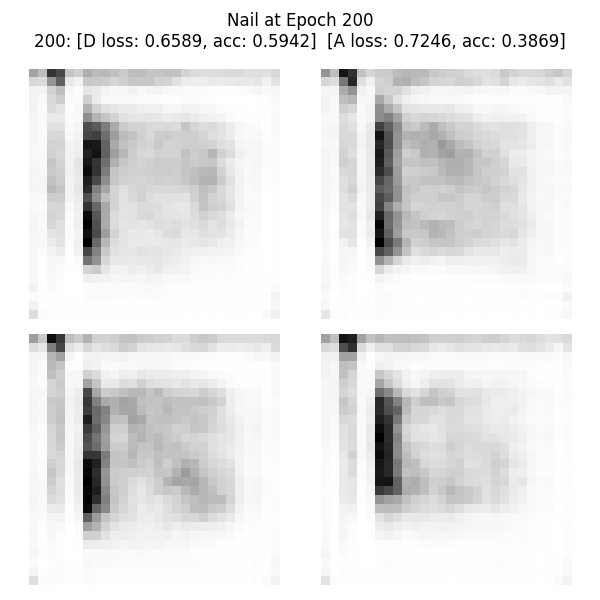 Nail at Epoch 200
200: [D loss: 0.6589, acc: 0.5942]  [A loss: 0.7246, acc: 0.3869]